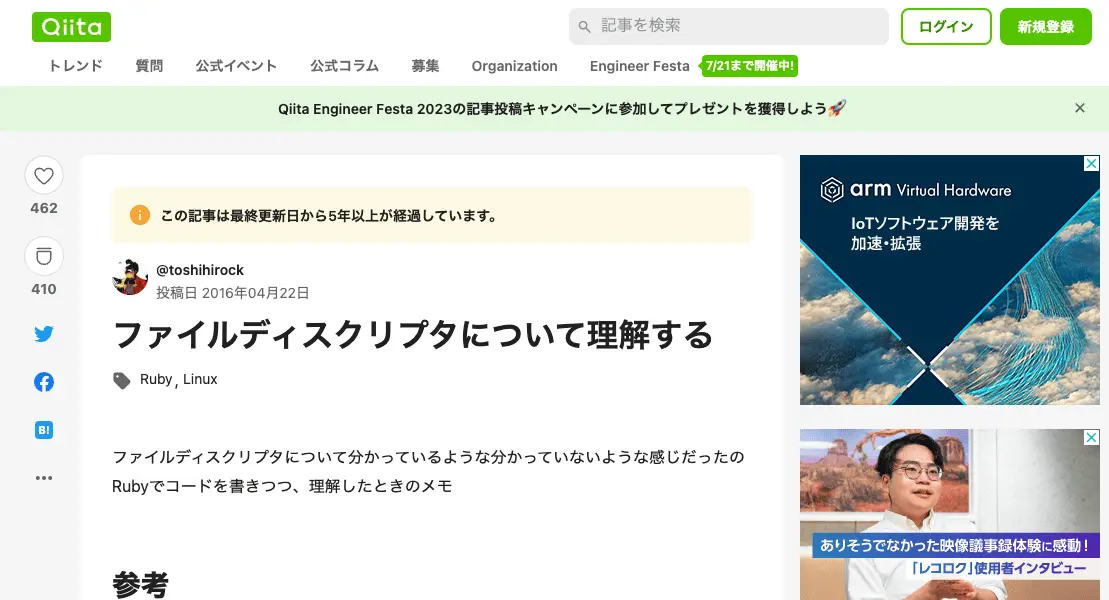 Qiita
記事を検索
ログイン
新規登録
トレンド
質問
公式イベント
公式コラム
募集
Organization
Engineer Festa
7/21まで開催中!
Qiita Engineer Festa 2023の記事投稿キャンペーンに参加してプレゼントを獲得しよう🚀
462
410
B!
この記事は最終更新日から5年以上が経過しています。
@toshihirock
投稿日 2016年04月22日
ファイルディスクリプタについて理解する
Ruby, Linux
ファイルディスクリプタについて分かっているような分かっていないような感じだったの
Rubyでコードを書きつつ、理解したときのメモ
参考
arm Virtual Hardware
IoTソフトウェア開発を
加速・拡張
ありそうでなかった映像議事録体験に感動！
「レコロク」使用者インタビュー